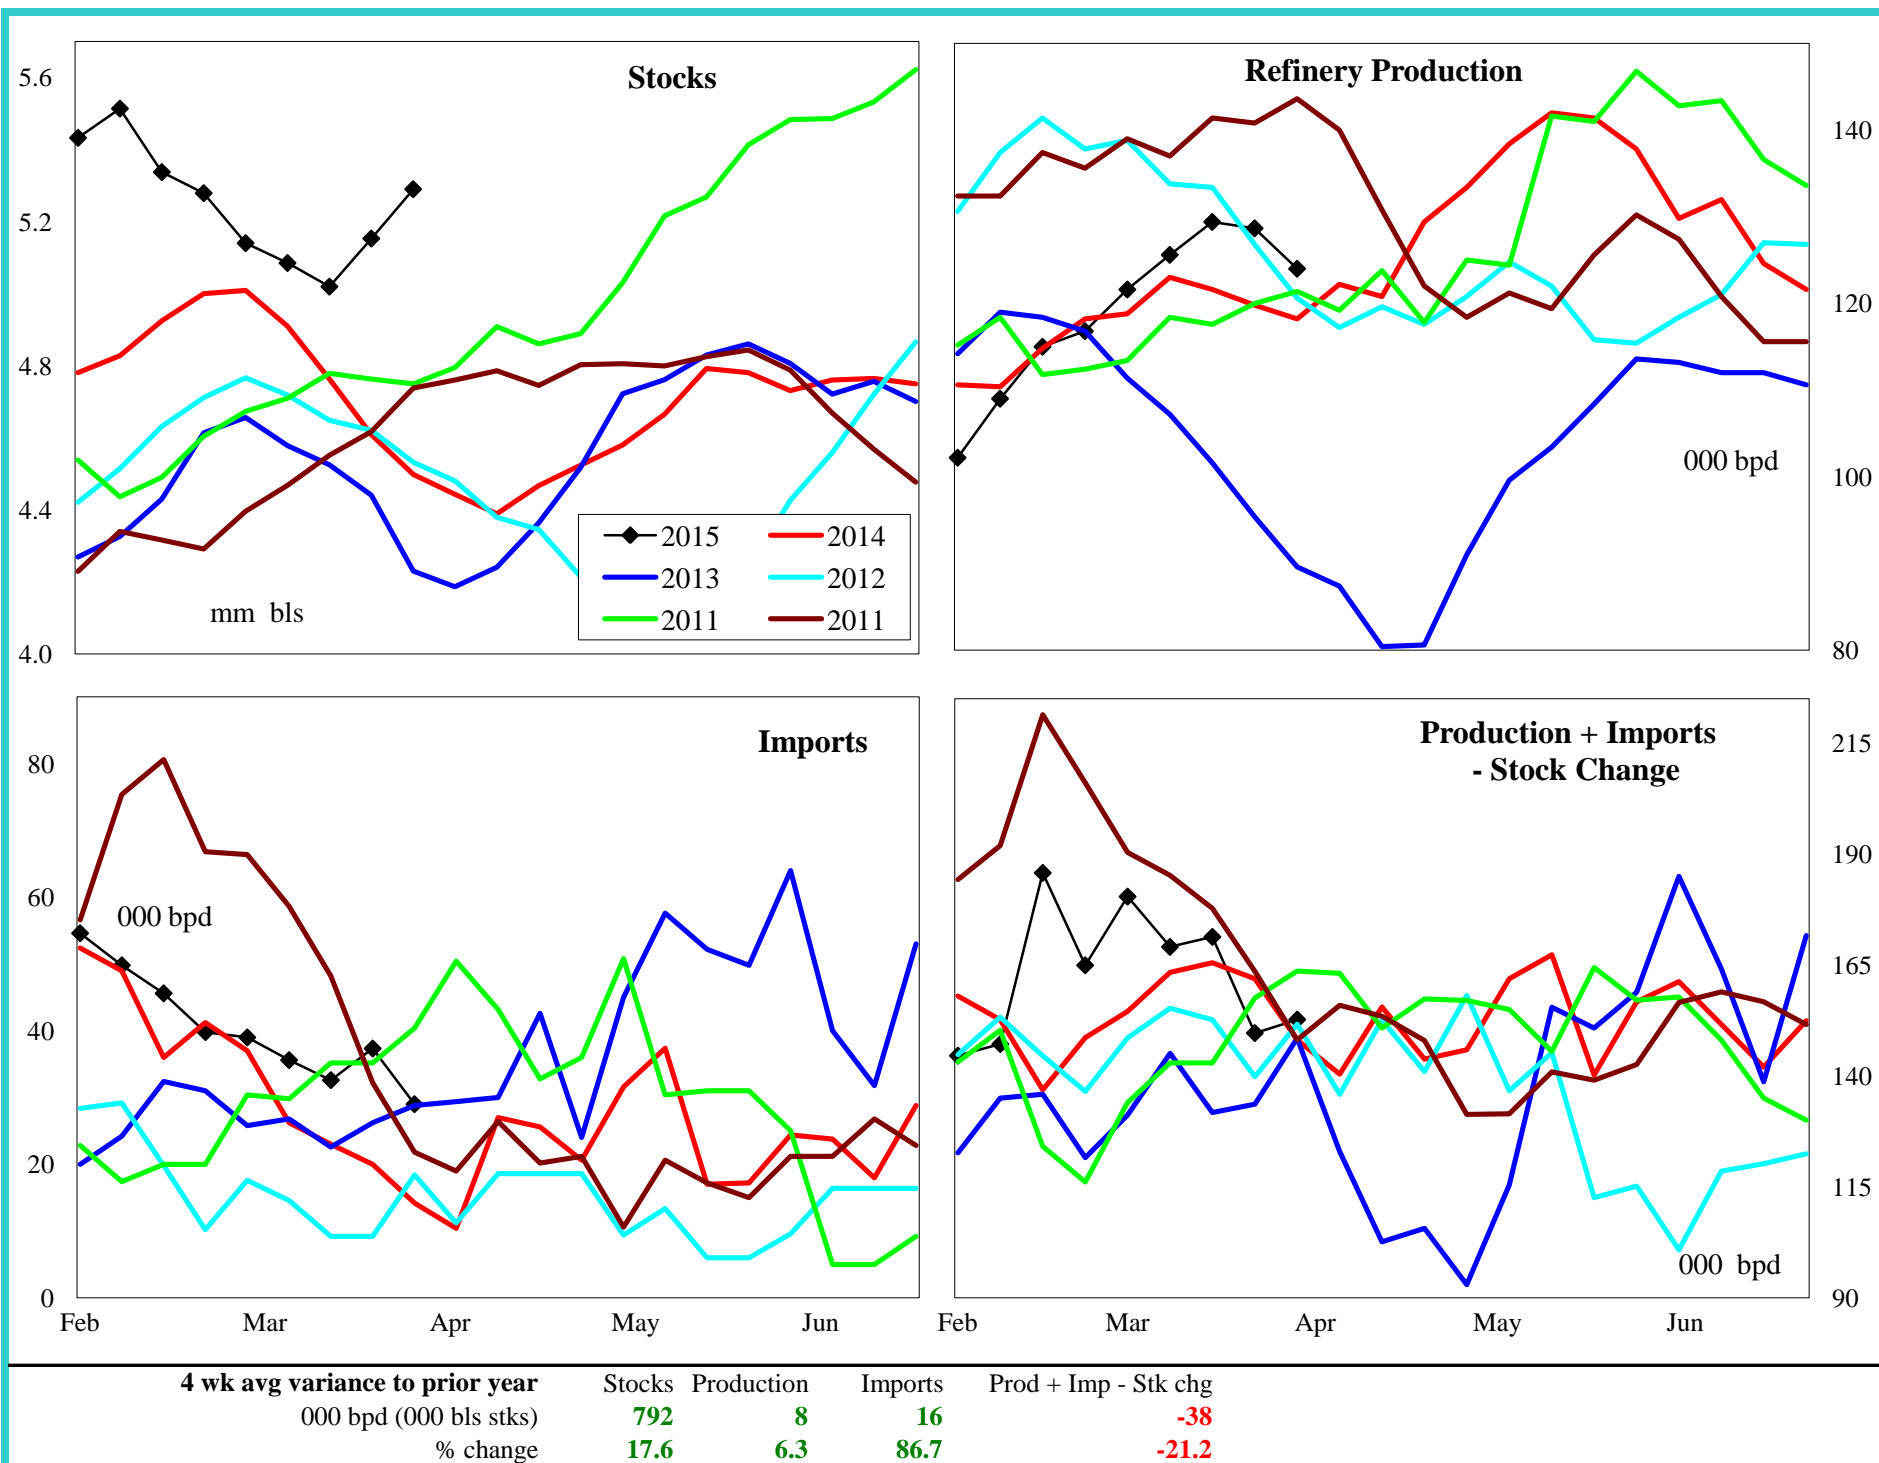 Stocks
5.6
5.2
4.8
4.4
4.0
mm bls
2015
2014
2013
2012
2011
2011
Refinery Production
140
120
100
80
000 bpd
Imports
80
60
40
20
0
000 bpd
Feb Mar Apr May Jun
Production + Imports
- Stock Change
215
190
165
140
115
90
000 bpd
Feb Mar Apr May Jun
4 wk avg variance to prior year Stocks Production Imports Prod + Imp - Stk chg
000 bpd (000 bls stks) 792 8 16 -38
% change 17.6 6.3 86.7 -21.2